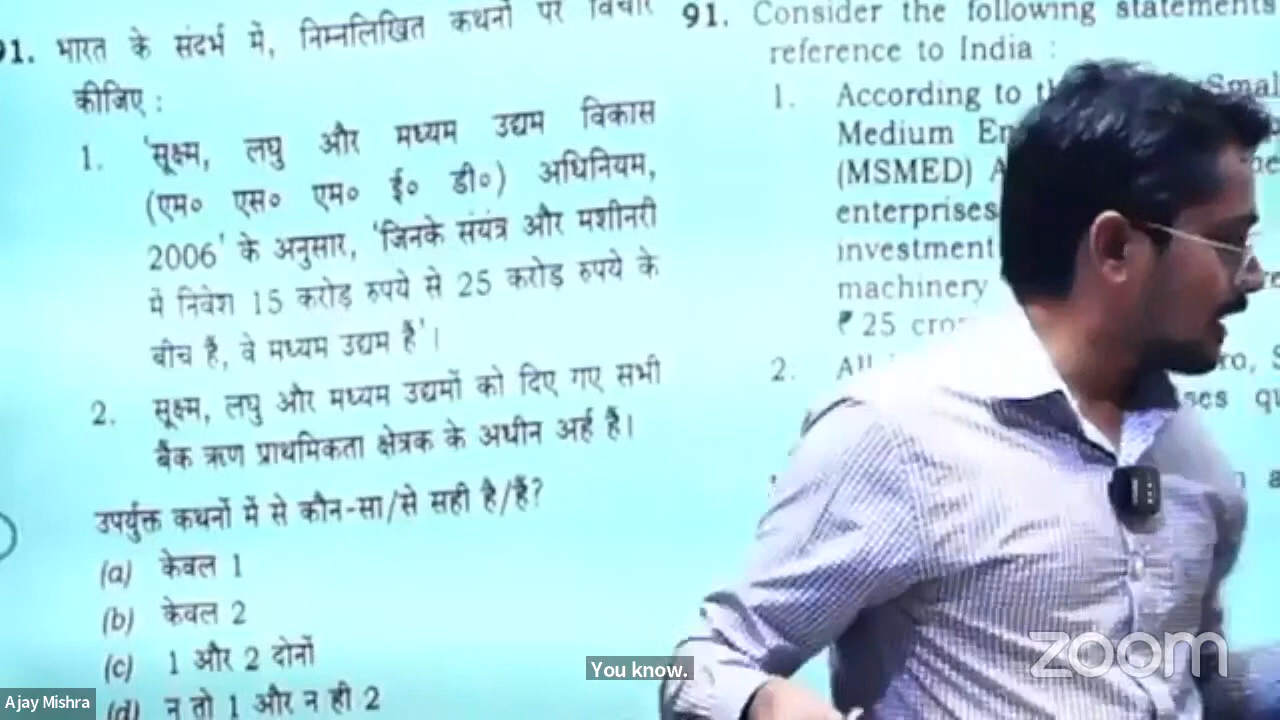 91. भारत के संदर्भ में, निम्नलिखित कथनों पर विचार
कीजिए :
1. 'सूक्ष्म, लघु और मध्यम उद्यम विकास
(एम० एस० एम० ई० डी०) अधिनियम,
2006' के अनुसार, 'जिनके संयंत्र और मशीनरी
में निवेश 15 करोड़ रुपये से 25 करोड़ रुपये के
बीच हैं, वे मध्यम उद्यम हैं'।
2. सूक्ष्म, लघु और मध्यम उद्यमों को दिए गए सभी
बैंक ऋण प्राथमिकता क्षेत्रक के अधीन अर्ह हैं।
उपर्युक्त कथनों में से कौन-सा/से सही है/हैं?
(a) केवल 1
(b) केवल 2
(c) 1 और 2 दोनों
(d) न तो 1 और न ही 2
91. Consider the following statements
reference to India :
1. According to
Medium
(MSMED)
enterprises
investment
machinery
₹ 25
2.
You know.
zoom
Ajay Mishra